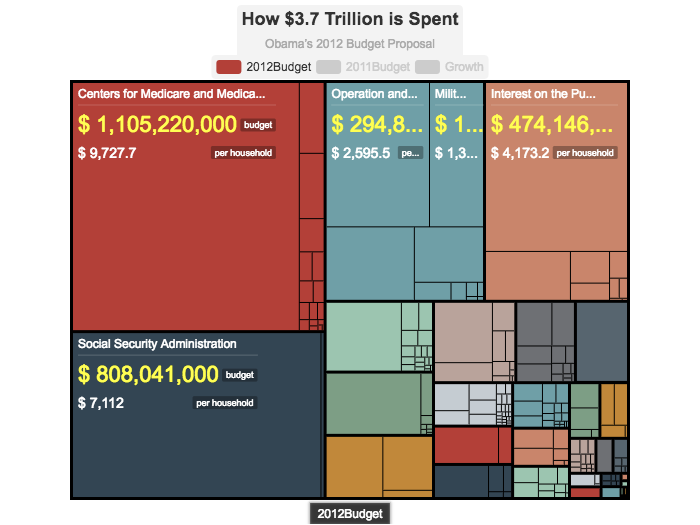 How $3.7 Trillion is Spent
Obama's 2012 Budget Proposal
2012Budget 2011Budget Growth
Centers for Medicare and Medica...
$ 1,105,220,000 budget
$ 9,727.7 per household
Operation and...
$ 294,8...
$ 2,595.5 pe...
Milit...
$ 1...
$ 1,3...
Interest on the Pu...
$ 474,146,...
$ 4,173.2 per household
Social Security Administration
$ 808,041,000 budget
$ 7,112 per household
2012Budget